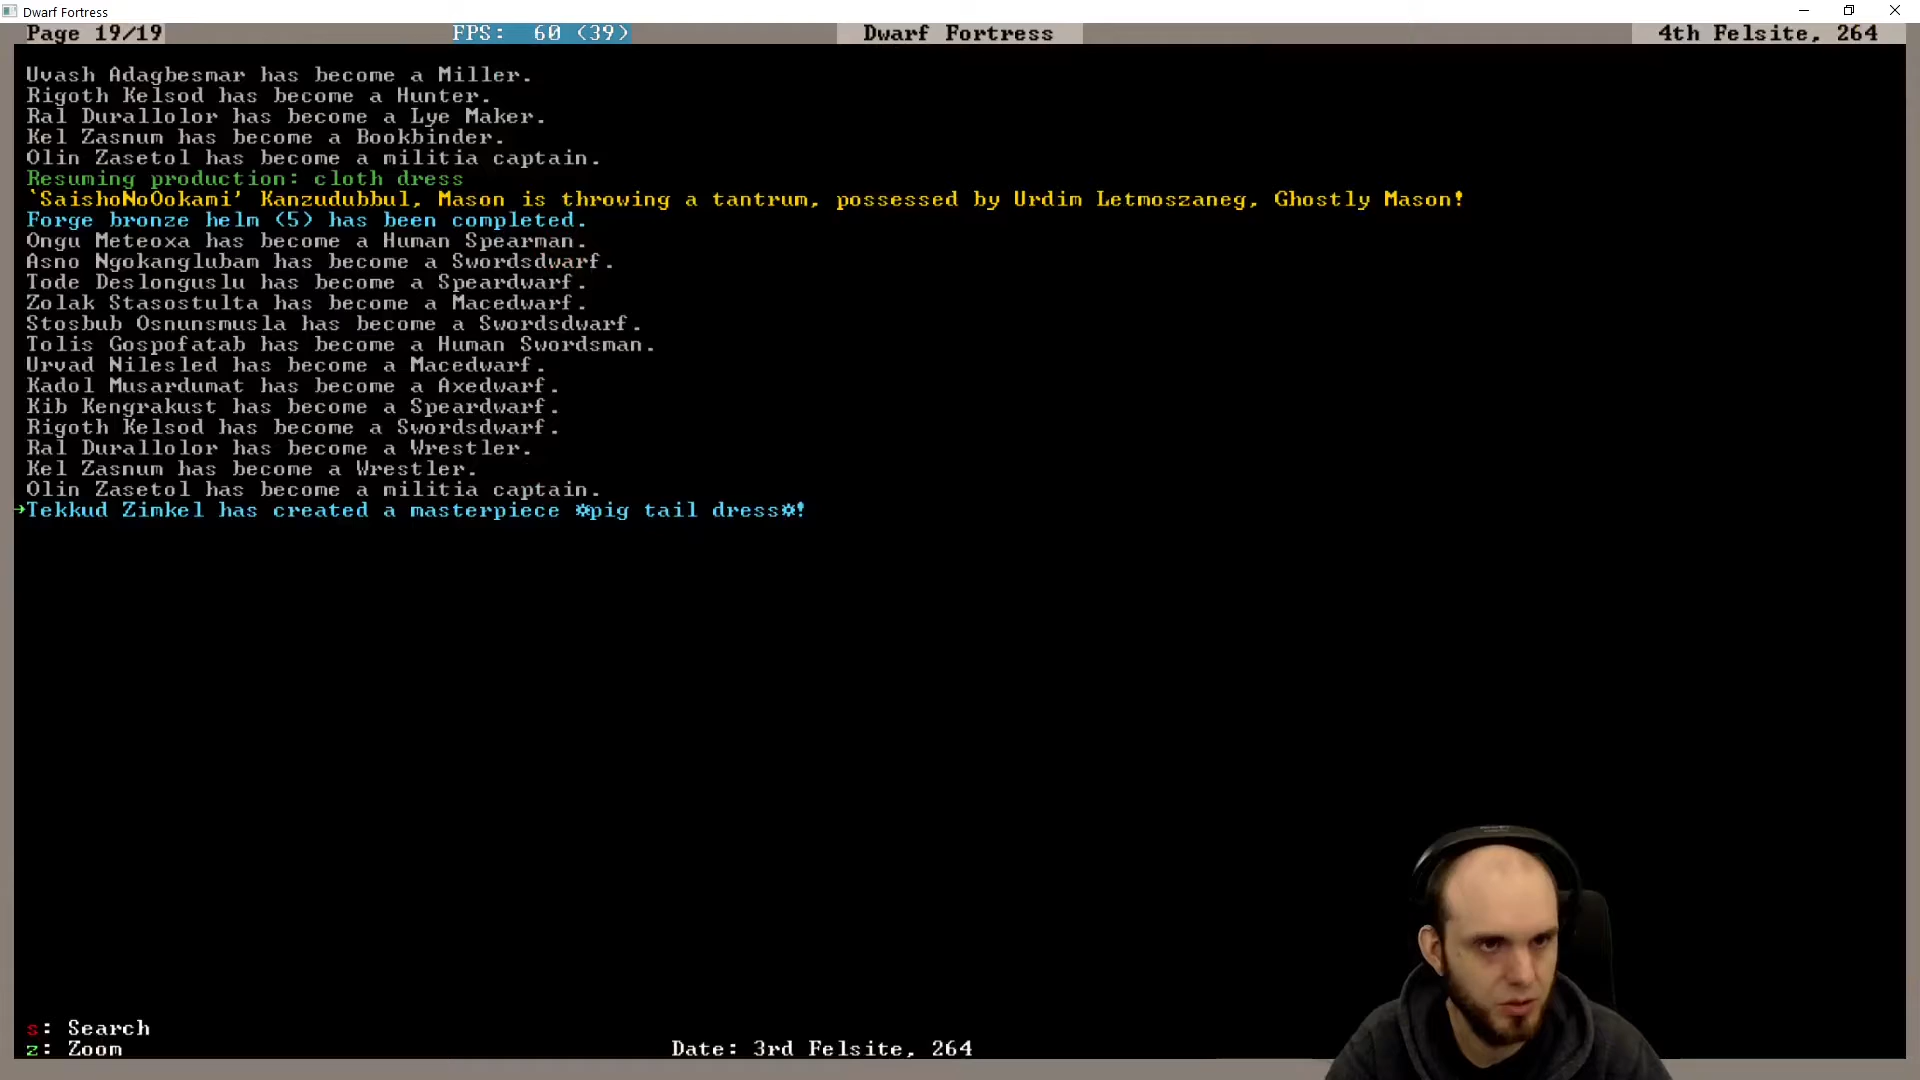 Dwarf Fortress
Page 19/19 FPS: 60 (39) Dwarf Fortress 4th Felsite, 264
Uvash Adagbesmar has become a Miller.
Rigoth Kelsod has become a Hunter.
Ral Durallolor has become a Lye Maker.
Kel Zasnum has become a Bookbinder.
Olin Zasetol has become a militia captain.
Resuming production: cloth dress
`SaishoNoOokami' Kanzudubbul, Mason is throwing a tantrum, possessed by Urdim Letmoszaneg, Ghostly Mason!
Forge bronze helm (5) has been completed.
Ongu Meteoxa has become a Human Spearman.
Asno Ngokanglubam has become a Swordsdwarf.
Tode Deslonguslu has become a Speardwarf.
Zolak Stasostulta has become a Macedwarf.
Stosbub Osnunsmusla has become a Swordsdwarf.
Tolis Gospofatab has become a Human Swordsman.
Urvad Nilesled has become a Macedwarf.
Kadol Musardumat has become a Axedwarf.
Kib Kengrakust has become a Speardwarf.
Rigoth Kelsod has become a Swordsdwarf.
Ral Durallolor has become a Wrestler.
Kel Zasnum has become a Wrestler.
Olin Zasetol has become a militia captain.
→Tekkud Zimkel has created a masterpiece ☼pig tail dress☼!
s: Search
z: Zoom Date: 3rd Felsite, 264